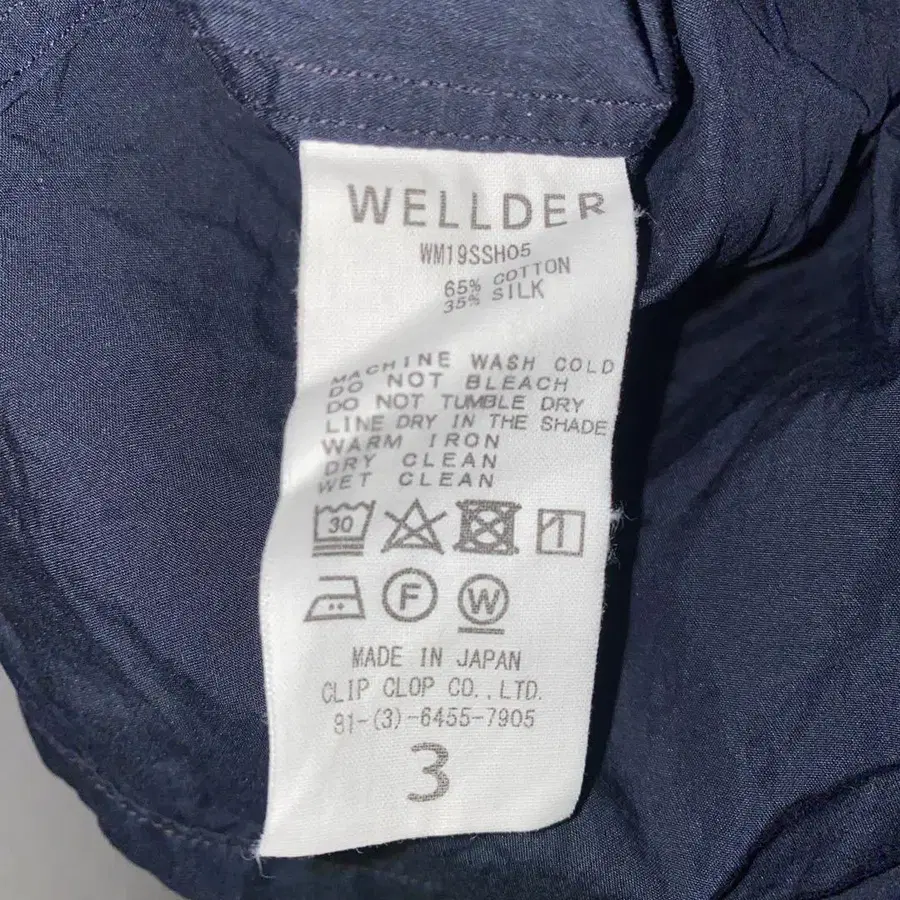 WELLDER
WM19SSH05
65% COTTON
35% SILK
MACHINE WASH COLD
DO NOT BLEACH
DO NOT TUMBLE DRY
LINE DRY IN THE SHADE
WARM IRON
DRY CLEAN
WET CLEAN
30
F W
MADE IN JAPAN
CLIP CLOP CO.,LTD.
81-(3)-6455-7905
3